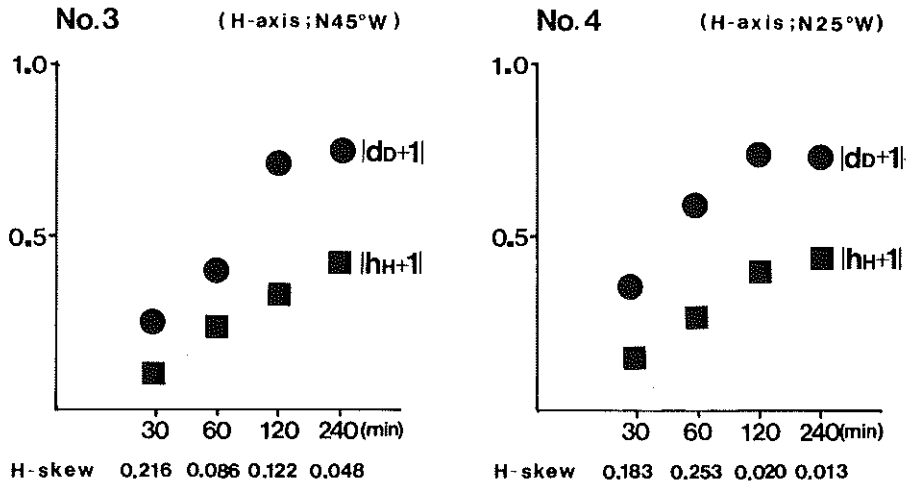 No.3 (H-axis;N45°W)
1.0
|dD+1|
0.5
|hH+1|
30 60 120 240(min)
H-skew 0.216 0.086 0.122 0.048
No.4 (H-axis;N25°W)
1.0
|dD+1|
0.5
|hH+1|
30 60 120 240(min)
H-skew 0.183 0.253 0.020 0.013